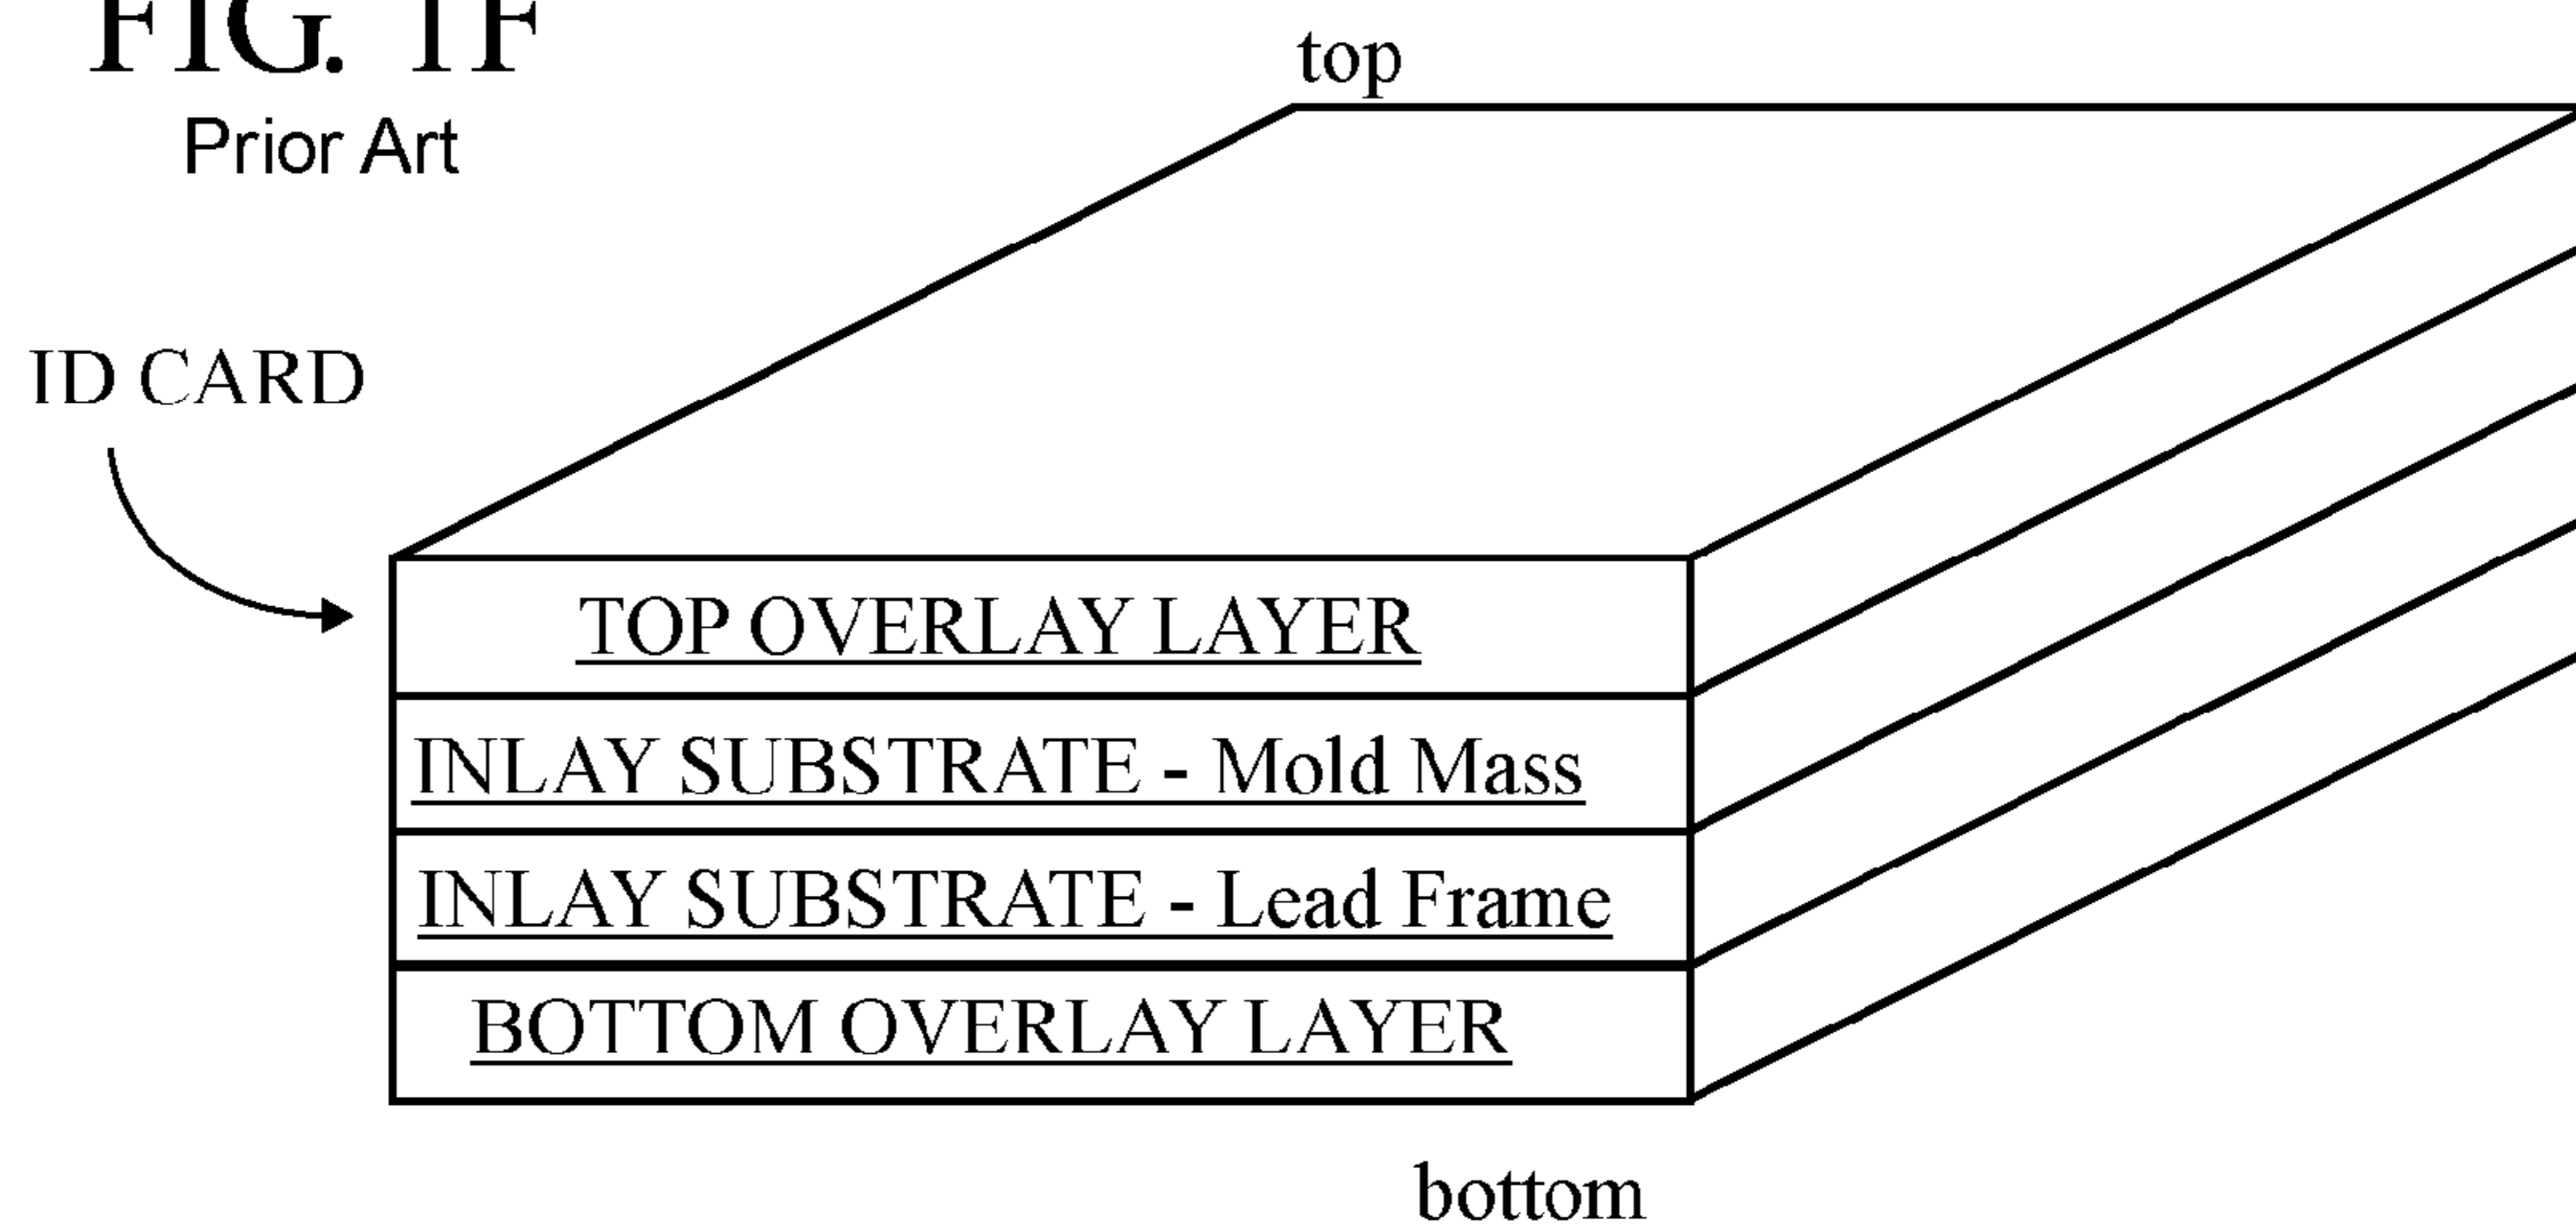 FIG. 1F
Prior Art
top
ID CARD
TOP OVERLAY LAYER
INLAY SUBSTRATE - Mold Mass
INLAY SUBSTRATE - Lead Frame
BOTTOM OVERLAY LAYER
bottom